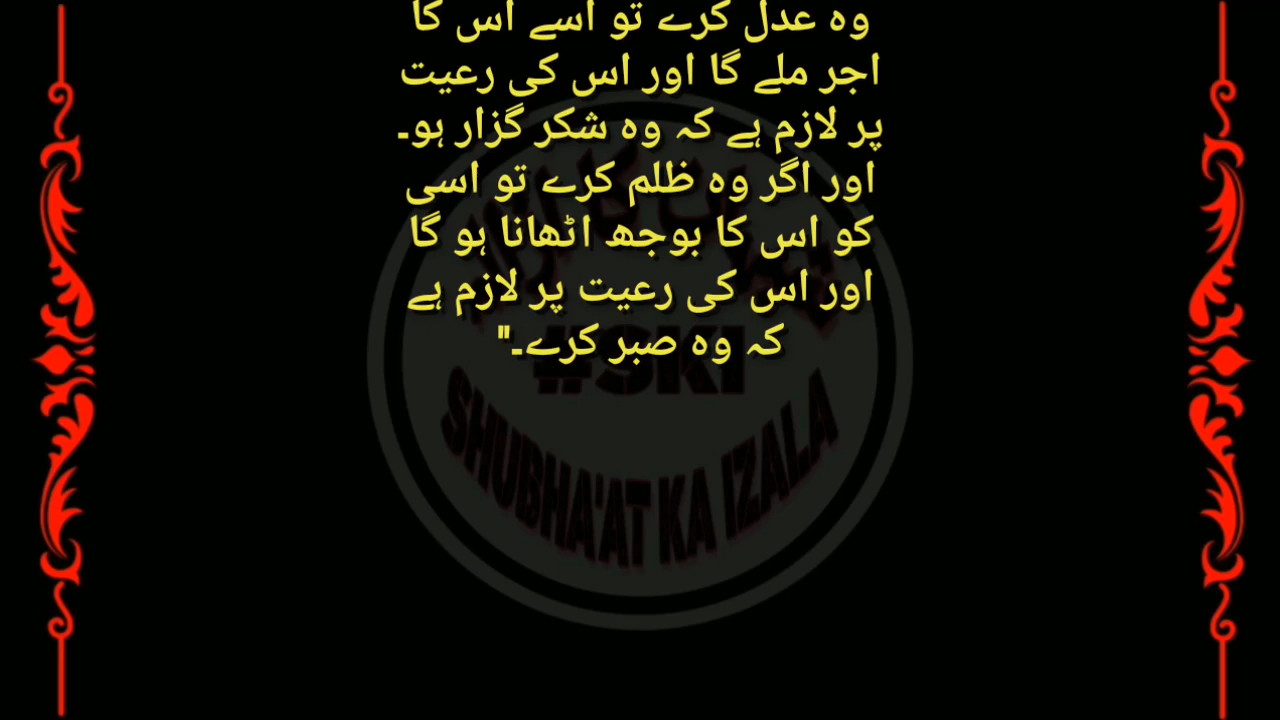 وہ عدل کرے تو اسے اس کا
اجر ملے گا اور اس کی رعیت
پر لازم ہے کہ وہ شکر گزار ہو۔
اور اگر وہ ظلم کرے تو اسی
کو اس کا بوجھ اٹھانا ہو گا
اور اس کی رعیت پر لازم ہے
کہ وہ صبر کرے۔"
#SKI
SHUBHA'AT KA IZALA